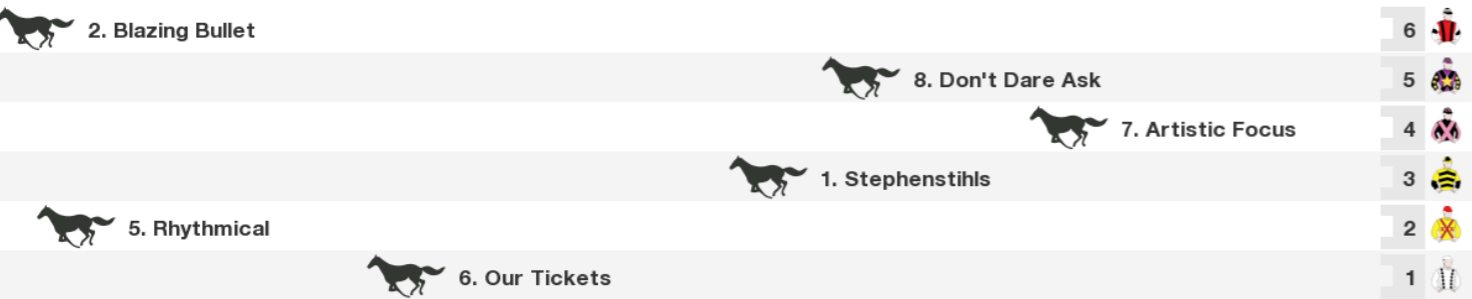 2. Blazing Bullet 6
8. Don't Dare Ask 5
7. Artistic Focus 4
1. Stephenstihls 3
5. Rhythmical 2
6. Our Tickets 1